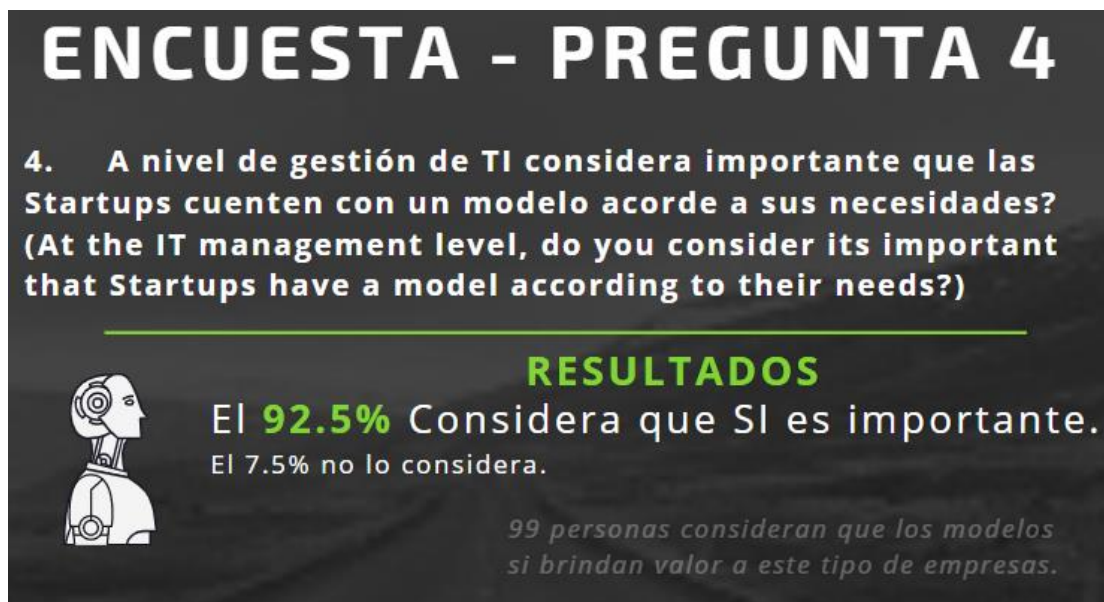 ENCUESTA - PREGUNTA 4
4. A nivel de gestión de TI considera importante que las
Startups cuenten con un modelo acorde a sus necesidades?
(At the IT management level, do you consider its important
that Startups have a model according to their needs?)
RESULTADOS
El 92.5% Considera que SI es importante.
El 7.5% no lo considera.
99 personas consideran que los modelos
si brindan valor a este tipo de empresas.